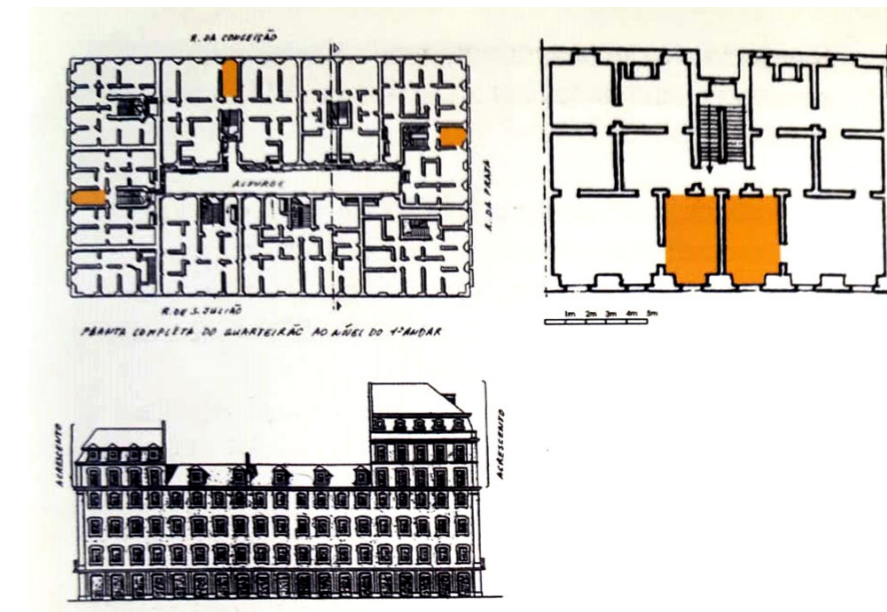 R. DA CONCEIÇÃO
ALFURGE
R. DA PRATA
R. DE S. JULIÃO
PLANTA COMPLETA DO QUARTEIRÃO AO NÍVEL DO 1º ANDAR
1m 2m 3m 4m 5m
ACRESCENTO
ACRESCENTO